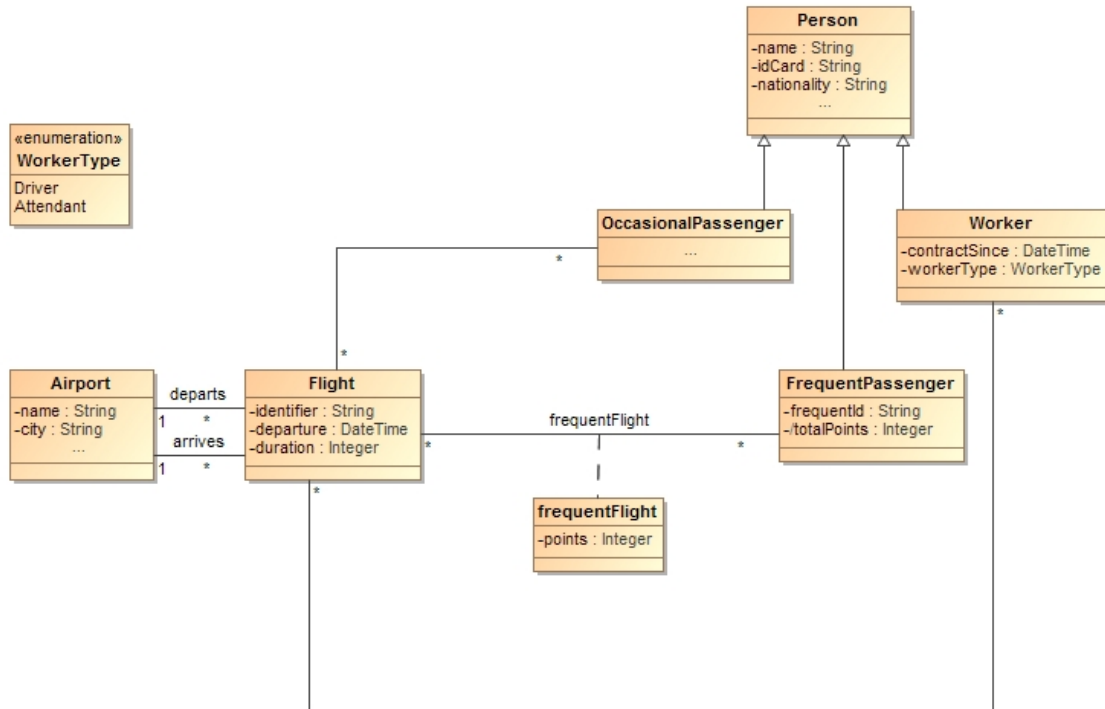 Person
-name : String
-idCard : String
-nationality : String
...
«enumeration»
WorkerType
Driver
Attendant
OccasionalPassenger
...
Worker
-contractSince : DateTime
-workerType : WorkerType
*
*
*
Airport
-name : String
-city : String
...
departs
1
*
arrives
1
*
Flight
-identifier : String
-departure : DateTime
-duration : Integer
*
*
frequentFlight
*
FrequentPassenger
-frequentId : String
-/totalPoints : Integer
frequentFlight
-points : Integer